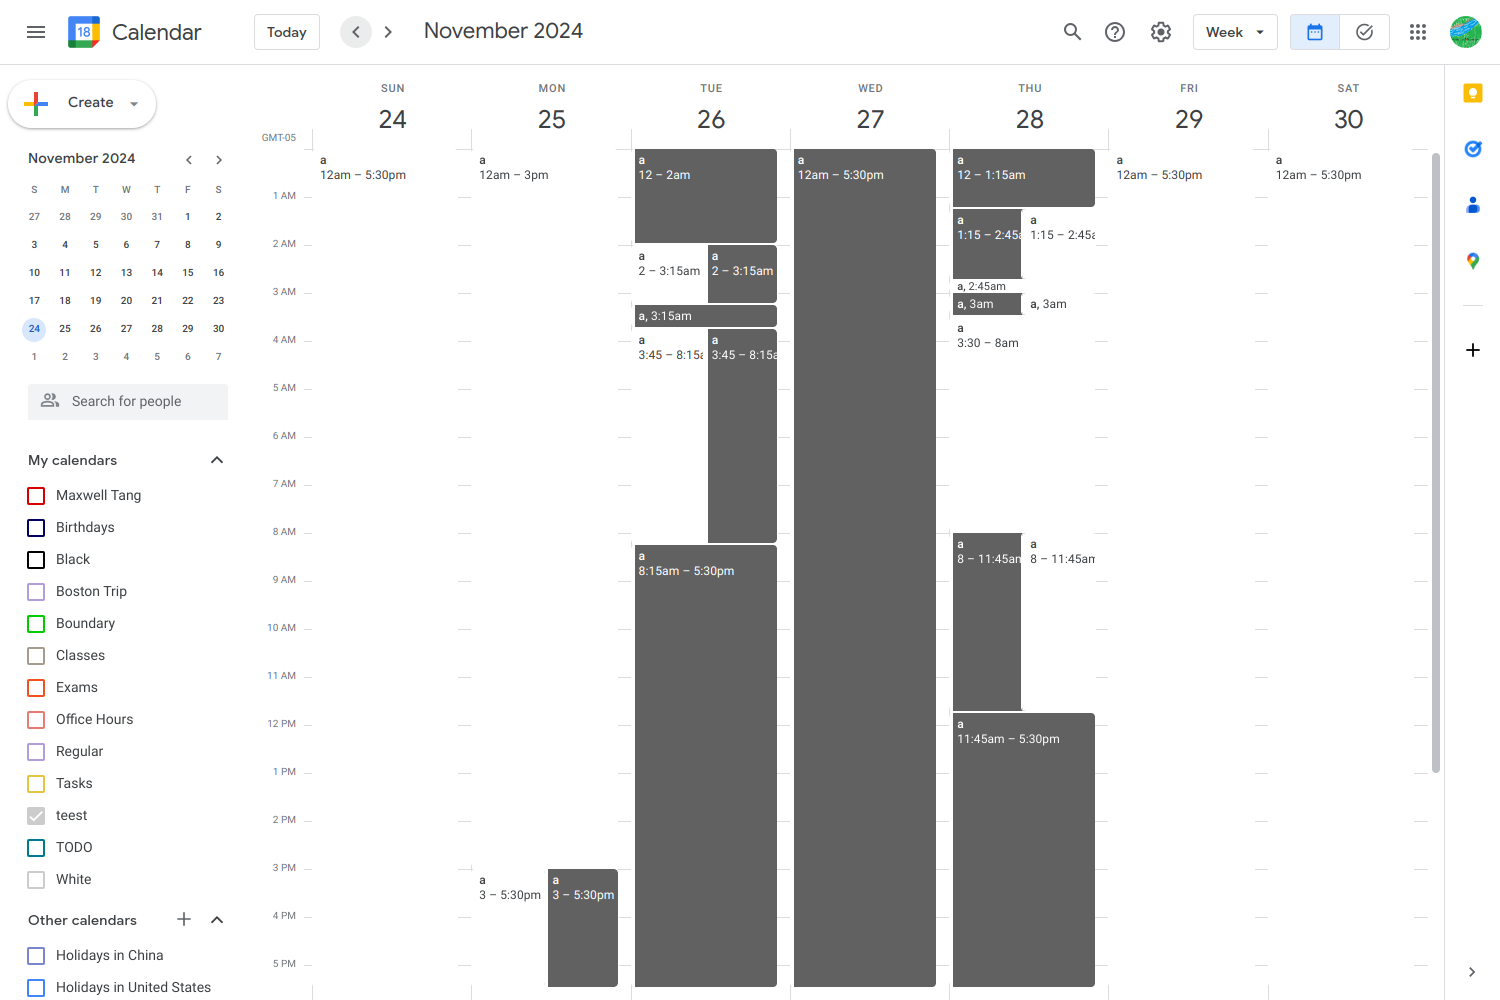 18 Calendar Today November 2024 Week
Create
November 2024
S M T W T F S
27 28 29 30 31 1 2
3 4 5 6 7 8 9
10 11 12 13 14 15 16
17 18 19 20 21 22 23
24 25 26 27 28 29 30
1 2 3 4 5 6 7
Search for people
My calendars
Maxwell Tang
Birthdays
Black
Boston Trip
Boundary
Classes
Exams
Office Hours
Regular
Tasks
teest
TODO
White
Other calendars
Holidays in China
Holidays in United States
GMT-05
SUN MON TUE WED THU FRI SAT
24 25 26 27 28 29 30
1 AM
2 AM
3 AM
4 AM
5 AM
6 AM
7 AM
8 AM
9 AM
10 AM
11 AM
12 PM
1 PM
2 PM
3 PM
4 PM
5 PM
a
12am – 5:30pm
a
12am – 3pm
a
3 – 5:30pm
a
3 – 5:30pm
a
12 – 2am
a
2 – 3:15am
a
2 – 3:15am
a, 3:15am
a
3:45 – 8:15a
a
3:45 – 8:15a
a
8:15am – 5:30pm
a
12am – 5:30pm
a
12 – 1:15am
a
1:15 – 2:45a
a
1:15 – 2:45a
a, 2:45am
a, 3am
a, 3am
a
3:30 – 8am
a
8 – 11:45am
a
8 – 11:45am
a
11:45am – 5:30pm
a
12am – 5:30pm
a
12am – 5:30pm